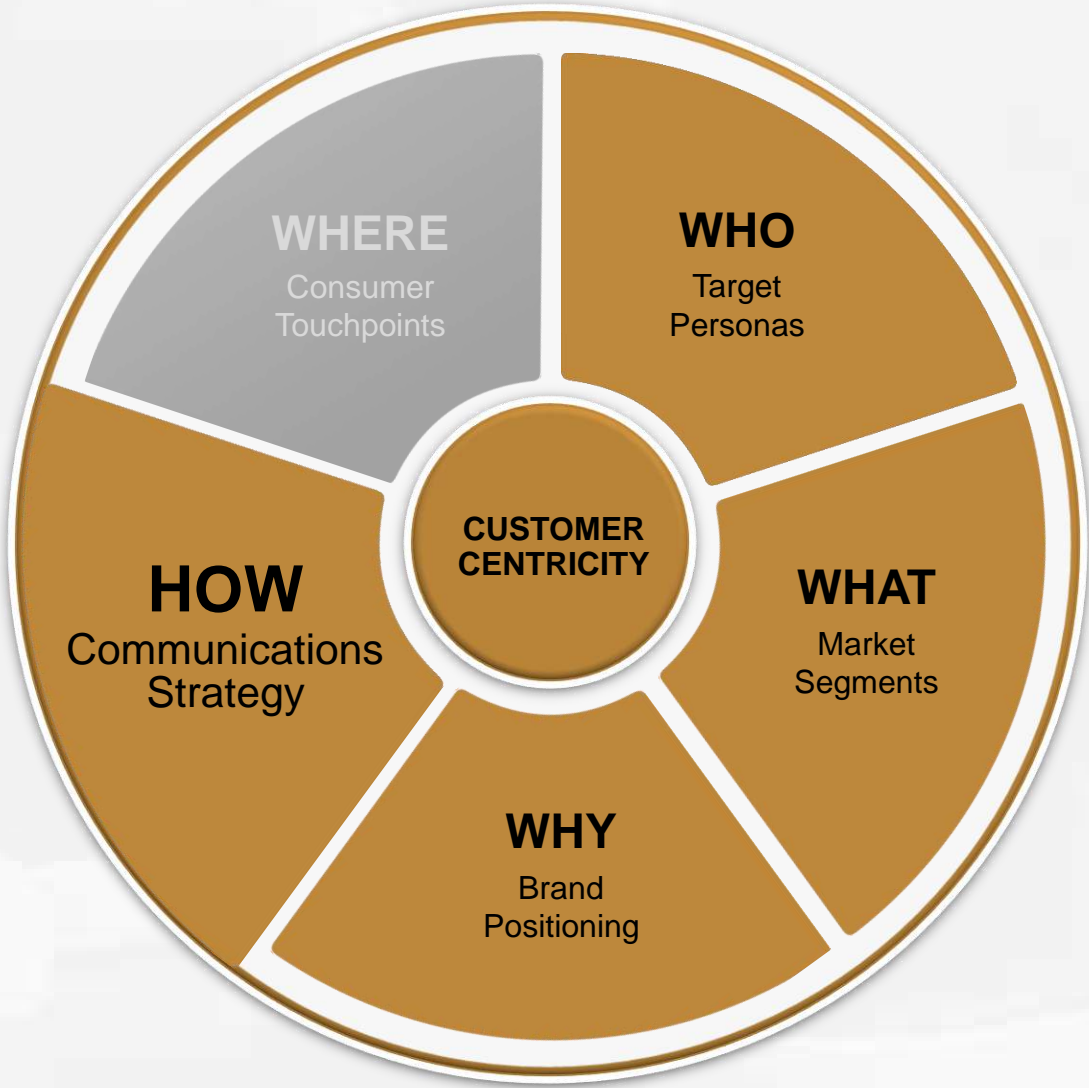 WHERE
Consumer
Touchpoints
WHO
Target
Personas
CUSTOMER
CENTRICITY
HOW
Communications
Strategy
WHAT
Market
Segments
WHY
Brand
Positioning